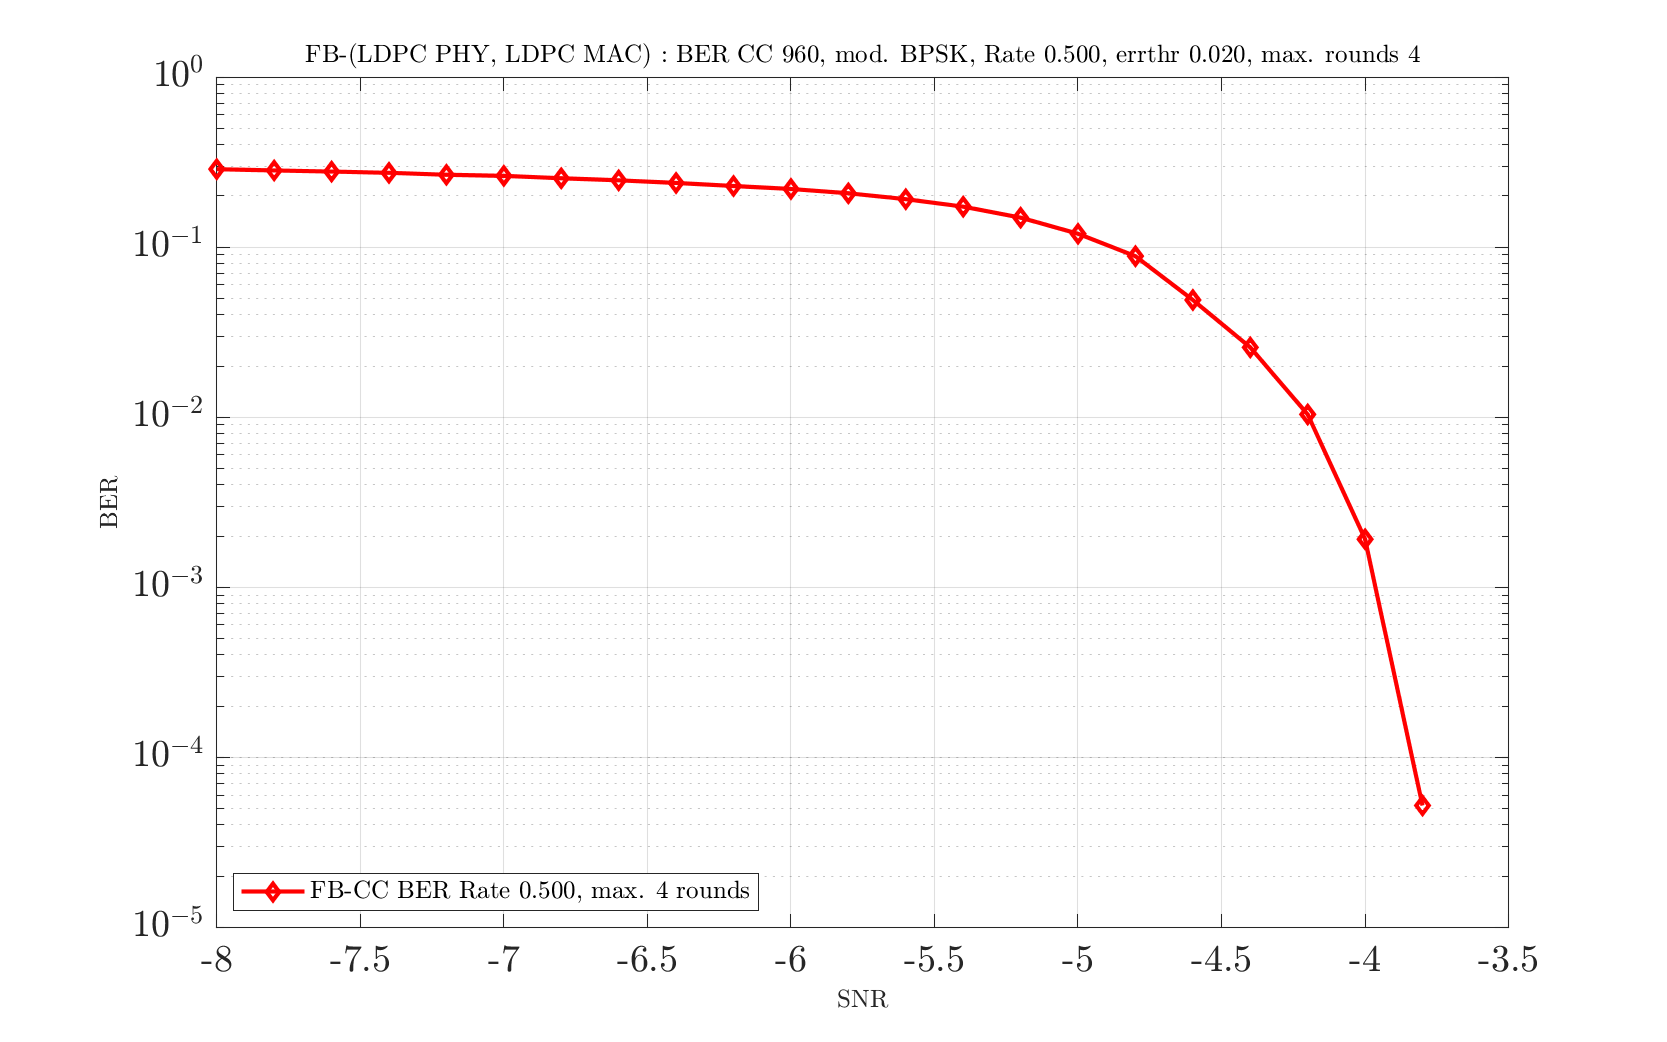 FB-(LDPC PHY, LDPC MAC) : BER CC 960, mod. BPSK, Rate 0.500, errthr 0.020, max. rounds 4
10^0
10^-1
10^-2
10^-3
10^-4
10^-5
BER
FB-CC BER Rate 0.500, max. 4 rounds
-8 -7.5 -7 -6.5 -6 -5.5 -5 -4.5 -4 -3.5
SNR